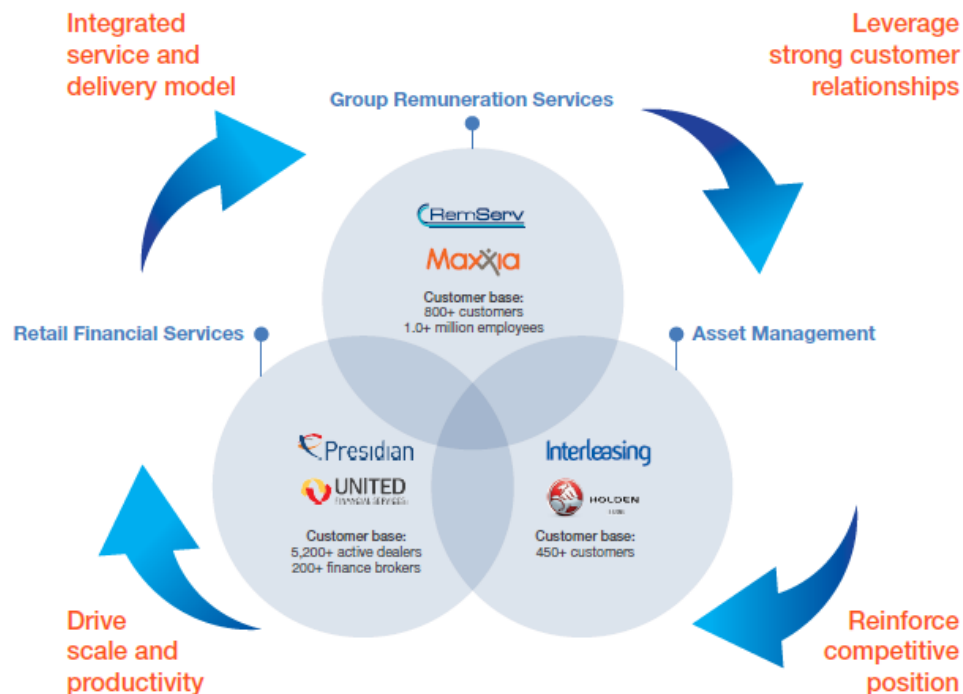 Integrated
service and
delivery model
Leverage
strong customer
relationships
Group Remuneration Services
RemServ
Maxxia
Customer base:
800+ customers
1.0+ million employees
Retail Financial Services
Asset Management
Presidian
UNITED
FINANCIAL SERVICES
Customer base:
5,200+ active dealers
200+ finance brokers
Interleasing
HOLDEN
Customer base:
450+ customers
Drive
scale and
productivity
Reinforce
competitive
position